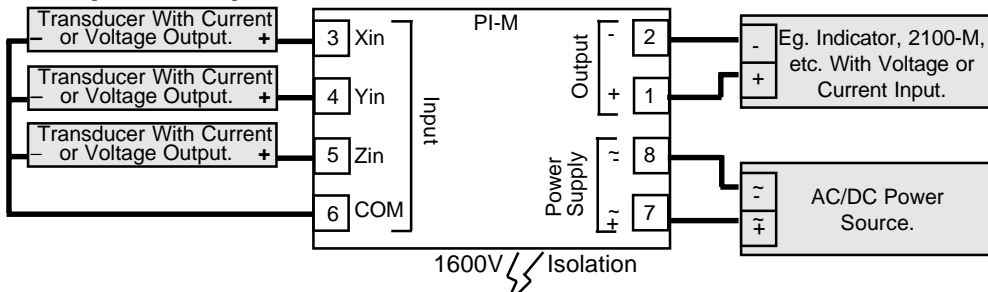 Transducer With Current
– or Voltage Output. +
Transducer With Current
– or Voltage Output. +
Transducer With Current
– or Voltage Output. +
PI-M
3 Xin
4 Yin
5 Zin
6 COM
Input
Output
- 2
+ 1
Power
Supply
~
- 8
~
+ 7
-
+
Eg. Indicator, 2100-M,
etc. With Voltage or
Current Input.
~
-
~
+
AC/DC Power
Source.
1600V Isolation